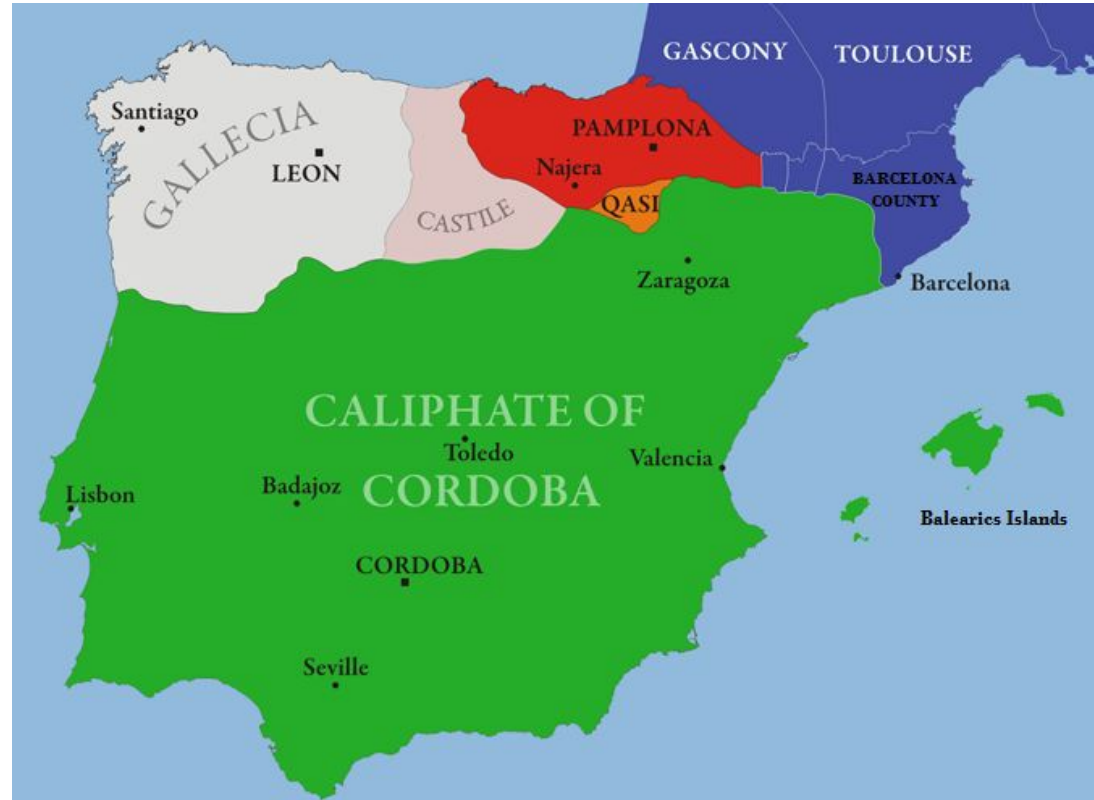 GASCONY
TOULOUSE
Santiago
GALLECIA
LEON
PAMPLONA
Najera
CASTILE
QASI
BARCELONA
COUNTY
Zaragoza
Barcelona
CALIPHATE OF
CORDOBA
Toledo
Valencia
Badajoz
Lisbon
Balearics Islands
CORDOBA
Seville